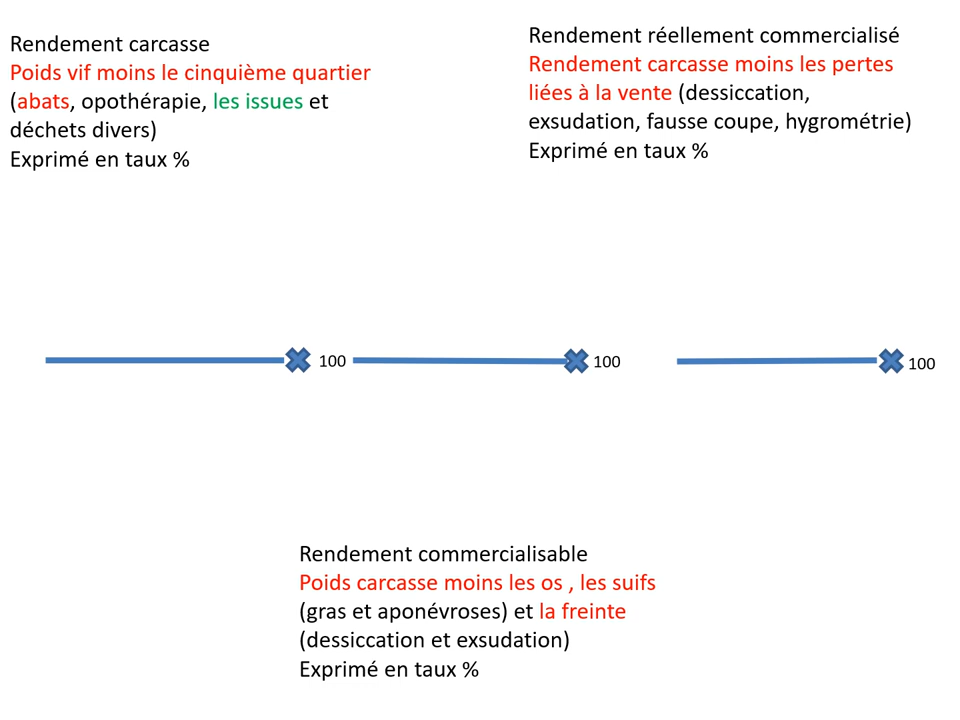 Rendement carcasse
Poids vif moins le cinquième quartier
(abats, opothérapie, les issues et
déchets divers)
Exprimé en taux %
Rendement réellement commercialisé
Rendement carcasse moins les pertes
liées à la vente (dessiccation,
exsudation, fausse coupe, hygrométrie)
Exprimé en taux %
100
100
100
Rendement commercialisable
Poids carcasse moins les os , les suifs
(gras et aponévroses) et la freinte
(dessiccation et exsudation)
Exprimé en taux %